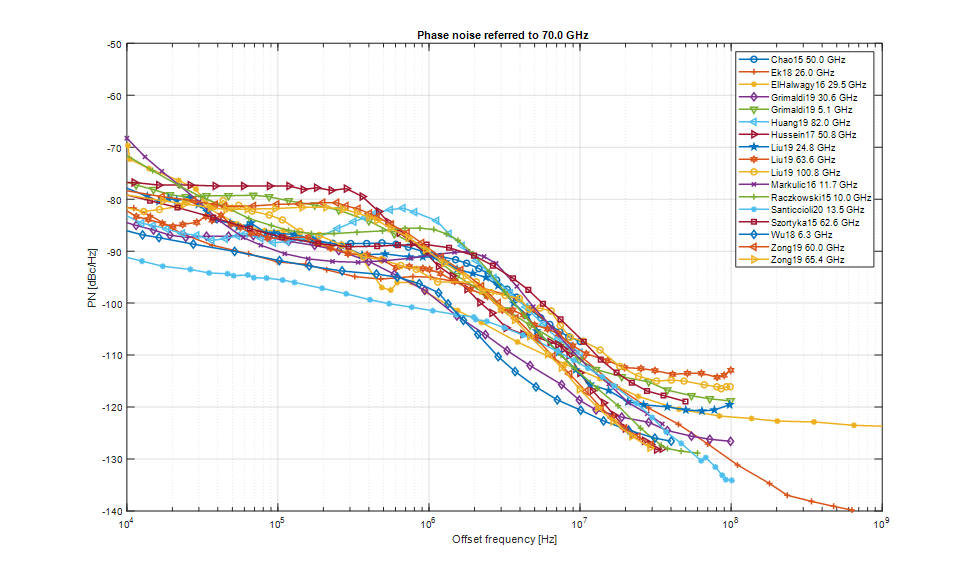 Phase noise referred to 70.0 GHz
-50
-60
-70
-80
-90
-100
-110
-120
-130
-140
PN [dBc/Hz]
10^4
10^5
10^6
10^7
10^8
10^9
Offset frequency [Hz]
Chao15 50.0 GHz
Ek18 26.0 GHz
ElHalwagy16 29.5 GHz
Grimaldi19 30.6 GHz
Grimaldi19 5.1 GHz
Huang19 82.0 GHz
Hussein17 50.8 GHz
Liu19 24.8 GHz
Liu19 63.6 GHz
Liu19 100.8 GHz
Markulic16 11.7 GHz
Raczkowski15 10.0 GHz
Santiccioli20 13.5 GHz
Szortyka15 62.6 GHz
Wu18 6.3 GHz
Zong19 60.0 GHz
Zong19 65.4 GHz